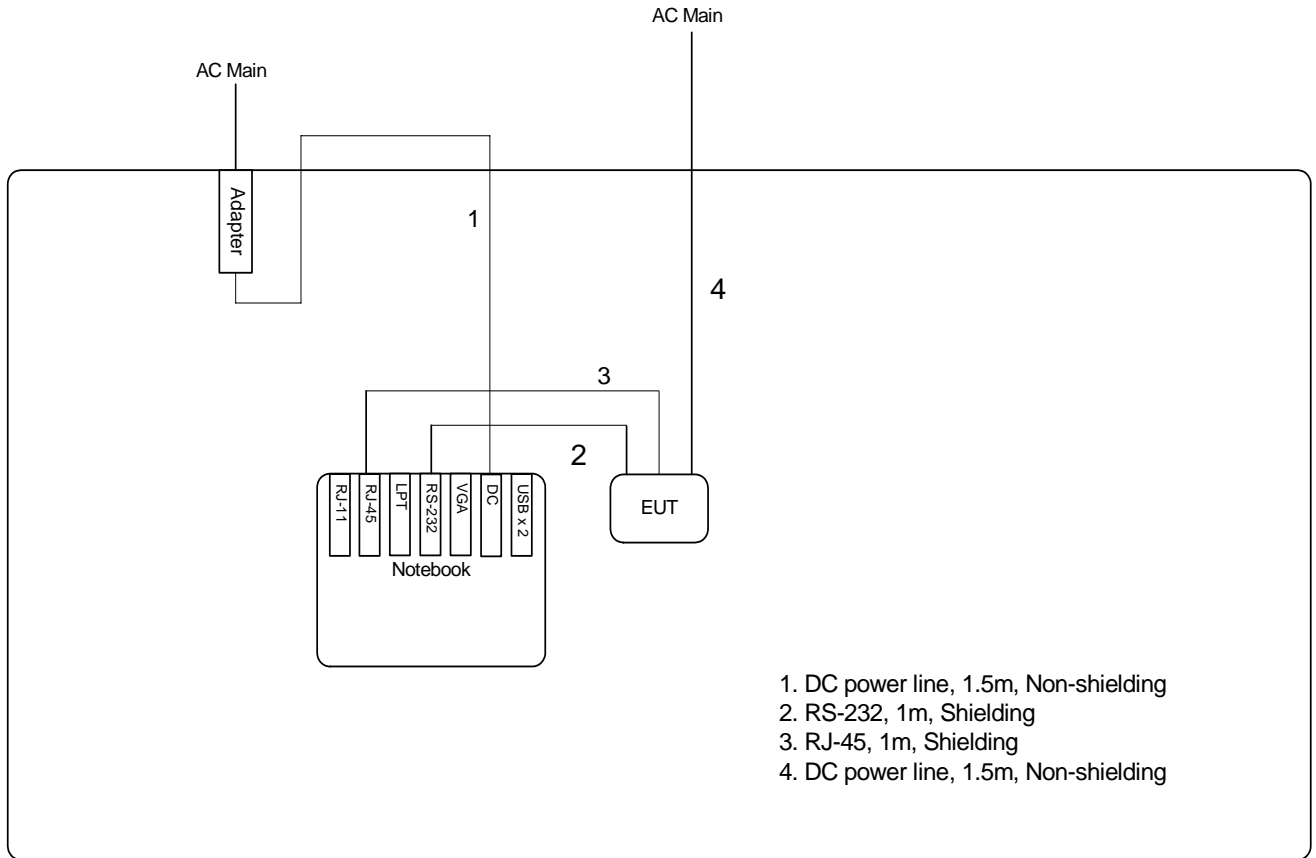 AC Main
AC Main
Adapter
1
4
3
2
RJ-11
RJ-45
LPT
RS-232
VGA
DC
USB x 2
EUT
Notebook
1. DC power line, 1.5m, Non-shielding
2. RS-232, 1m, Shielding
3. RJ-45, 1m, Shielding
4. DC power line, 1.5m, Non-shielding